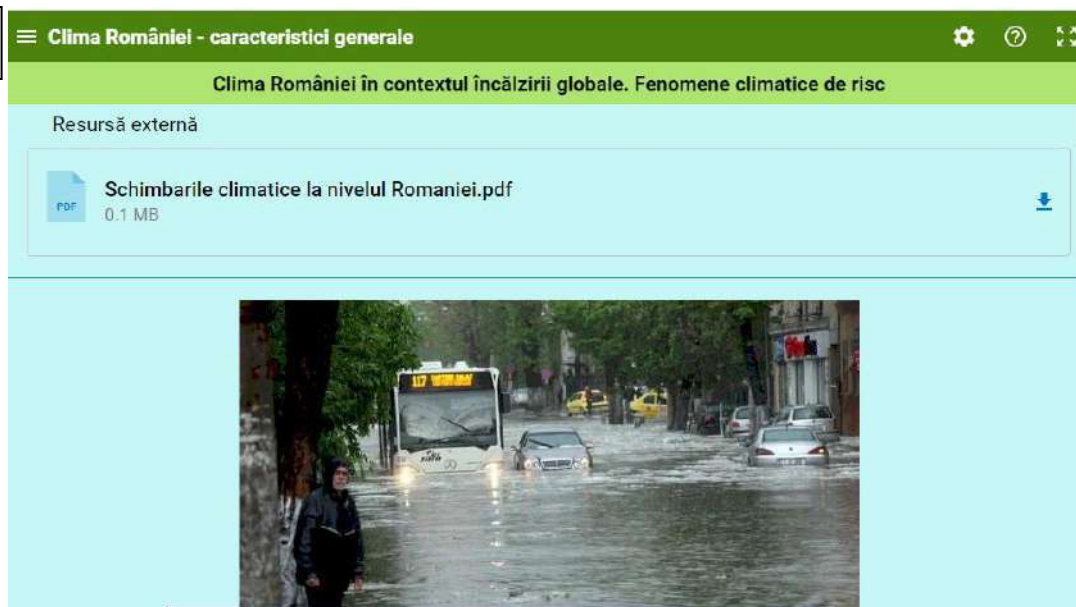 Clima României - caracteristici generale
Clima României în contextul încălzirii globale. Fenomene climatice de risc
Resursă externă
Schimbarile climatice la nivelul Romaniei.pdf
PDF
0.1 MB
117